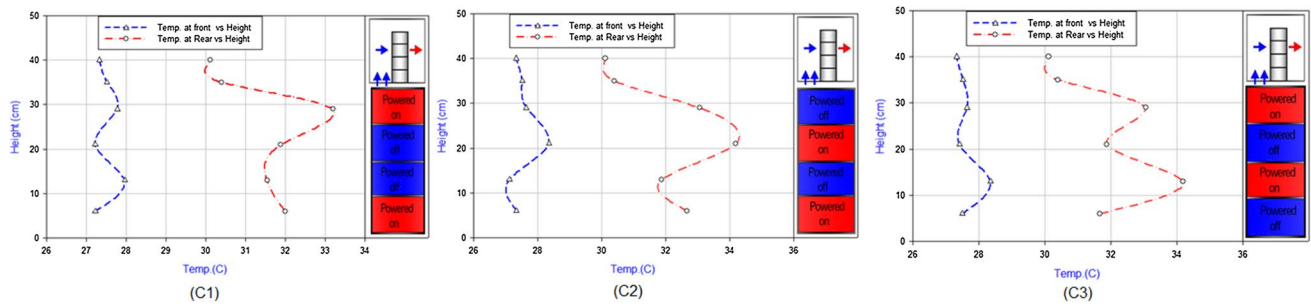 Temp. at front vs Height
Temp. at Rear vs Height
Height (cm)
50
40
30
20
10
0
26
27
28
29
30
31
32
33
34
Temp.(C)
Powered
on
Powered
off
Powered
off
Powered
on
(C1)
Temp. at front vs Height
Temp. at Rear vs Height
Height (cm)
50
40
30
20
10
0
26
28
30
32
34
36
Temp.(C)
Powered
off
Powered
on
Powered
off
Powered
on
(C2)
Temp. at front vs Height
Temp. at Rear vs Height
Height (cm)
50
40
30
20
10
0
26
28
30
32
34
36
Temp.(C)
Powered
on
Powered
off
Powered
on
Powered
off
(C3)